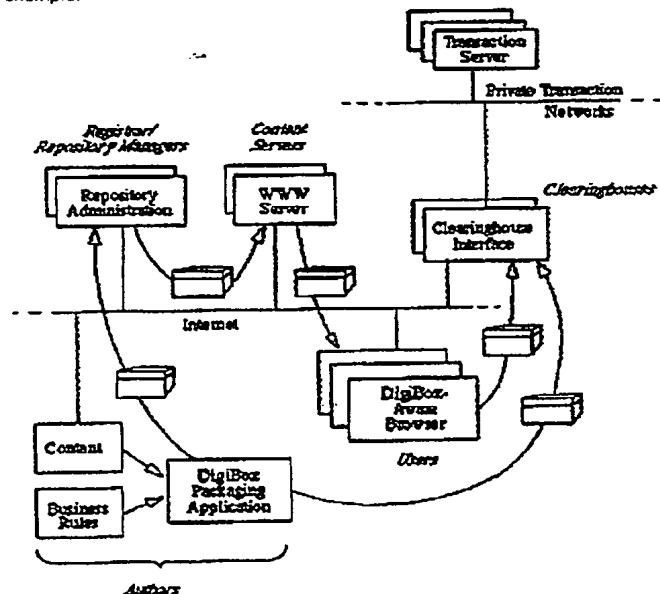 example:
Transaction
Server
Private Transaction
Networks
Registrar/
Repository Managers
Content
Servers
Clearinghouses
Repository
Administration
WWW
Server
Clearinghouse
Interface
Internet
DigiBox-
Aware
Browser
Users
Content
DigiBox
Packaging
Application
Business
Rules
Authors